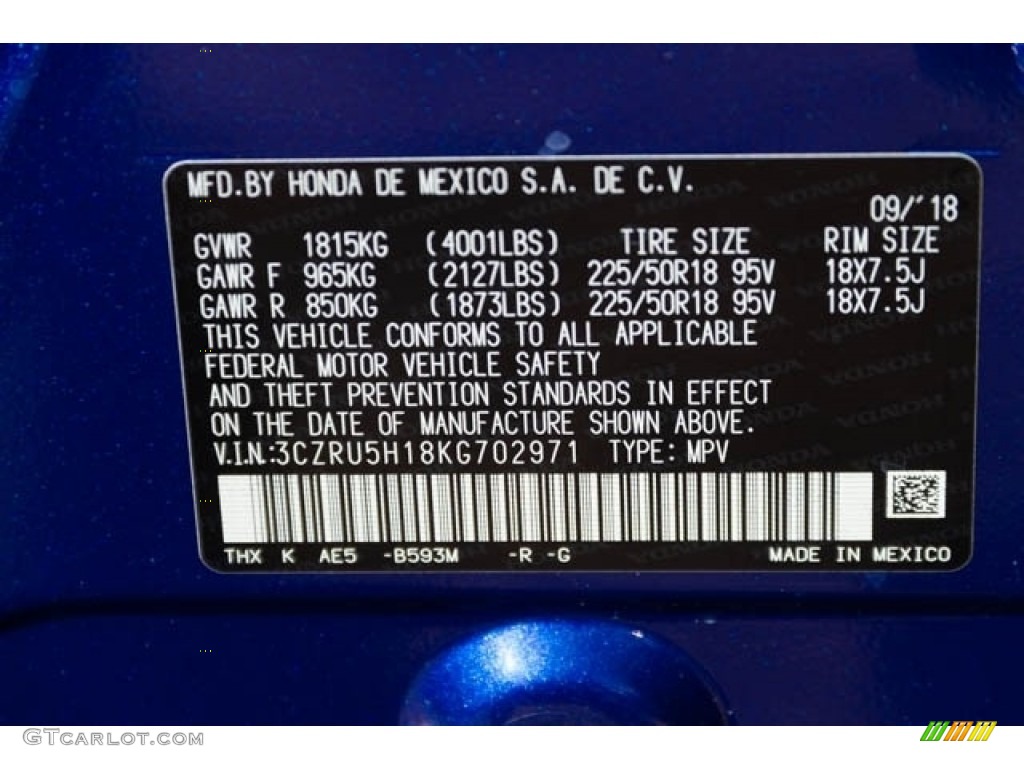 MFD.BY HONDA DE MEXICO S.A. DE C.V.
09/'18
GVWR 1815KG (4001LBS) TIRE SIZE RIM SIZE
GAWR F 965KG (2127LBS) 225/50R18 95V 18X7.5J
GAWR R 850KG (1873LBS) 225/50R18 95V 18X7.5J
THIS VEHICLE CONFORMS TO ALL APPLICABLE
FEDERAL MOTOR VEHICLE SAFETY
AND THEFT PREVENTION STANDARDS IN EFFECT
ON THE DATE OF MANUFACTURE SHOWN ABOVE.
V.I.N.:3CZRU5H18KG702971 TYPE: MPV
THX K AE5 -B593M -R -G MADE IN MEXICO
GTCarLot.com